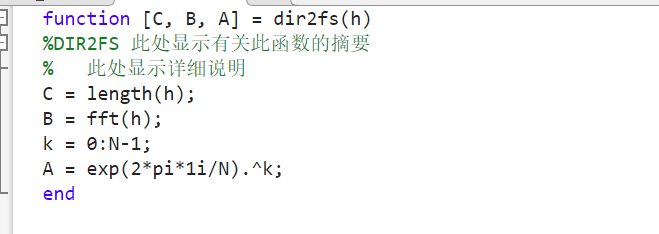 function [C, B, A] = dir2fs(h)
%DIR2FS 此处显示有关此函数的摘要
%   此处显示详细说明
C = length(h);
B = fft(h);
k = 0:N-1;
A = exp(2*pi*1i/N).^k;
end